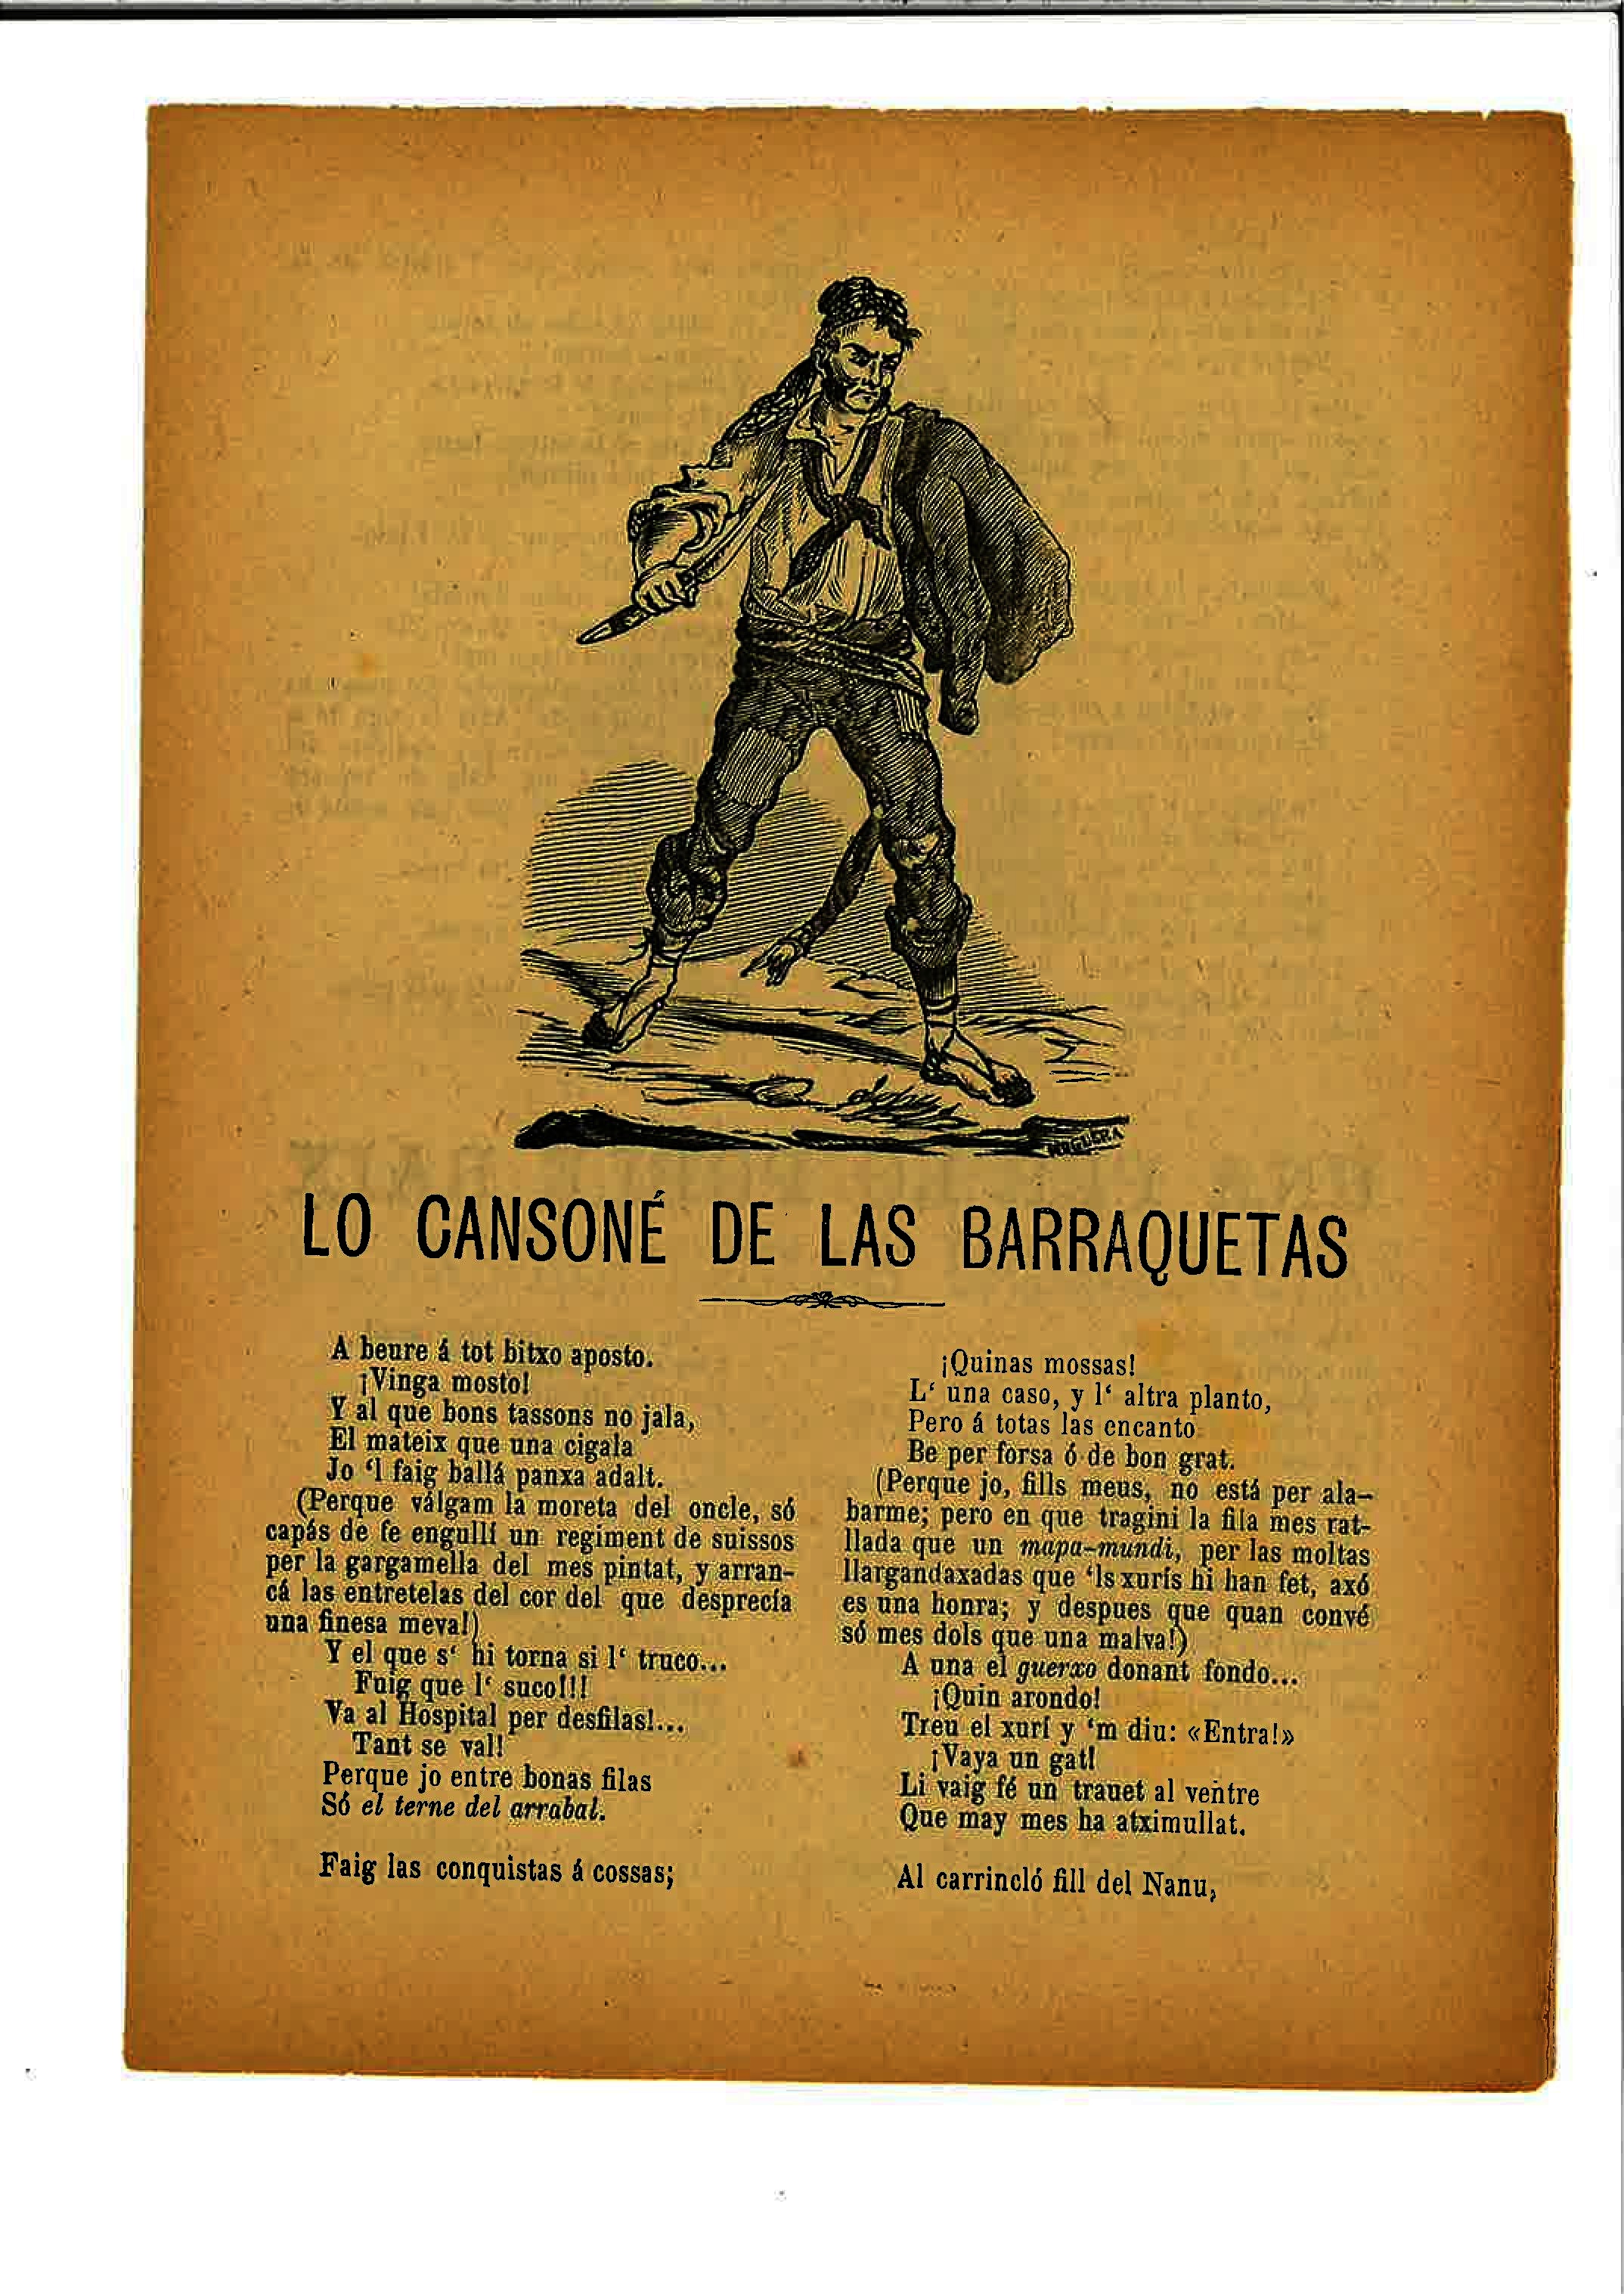 NOGUERA
LO CANSONÉ DE LAS BARRAQUETAS
A beure á tot bitxo aposto.
¡Vinga mosto!
Y al que bons tassons no jala,
El mateix que una cigala
Jo ‘l faig ballá panxa adalt.
(Perque válgam la moreta del oncle, só
capás de fe engullí un regiment de suissos
per la gargamella del mes pintat, y arran-
cá las entretelas del cor del que desprecía
una finesa meva!)
Y el que s‘ hi torna si l‘ truco...
Fuig que l‘ suco!!!
Va al Hospital per desfilas!...
Tant se val!
Perque jo entre bonas filas
Só el terne del arrabal.
Faig las conquistas á cossas;
¡Quinas mossas!
L‘ una caso, y l‘ altra planto,
Pero á totas las encanto
Be per forsa ó de bon grat.
(Perque jo, fills meus, no está per ala-
barme; pero en que tragini la fila mes rat-
llada que un mapa-mundi, per las moltas
llargandaxadas que ‘ls xurís hi han fet, axó
es una honra; y despues que quan convé
só mes dols que una malva!)
A una el guerxo donant fondo...
¡Quin arondo!
Treu el xurí y ‘m diu: «Entra!»
¡Vaya un gat!
Li vaig fé un trauet al ventre
Que may mes ha atximullat.
Al carrincló fill del Nanu,